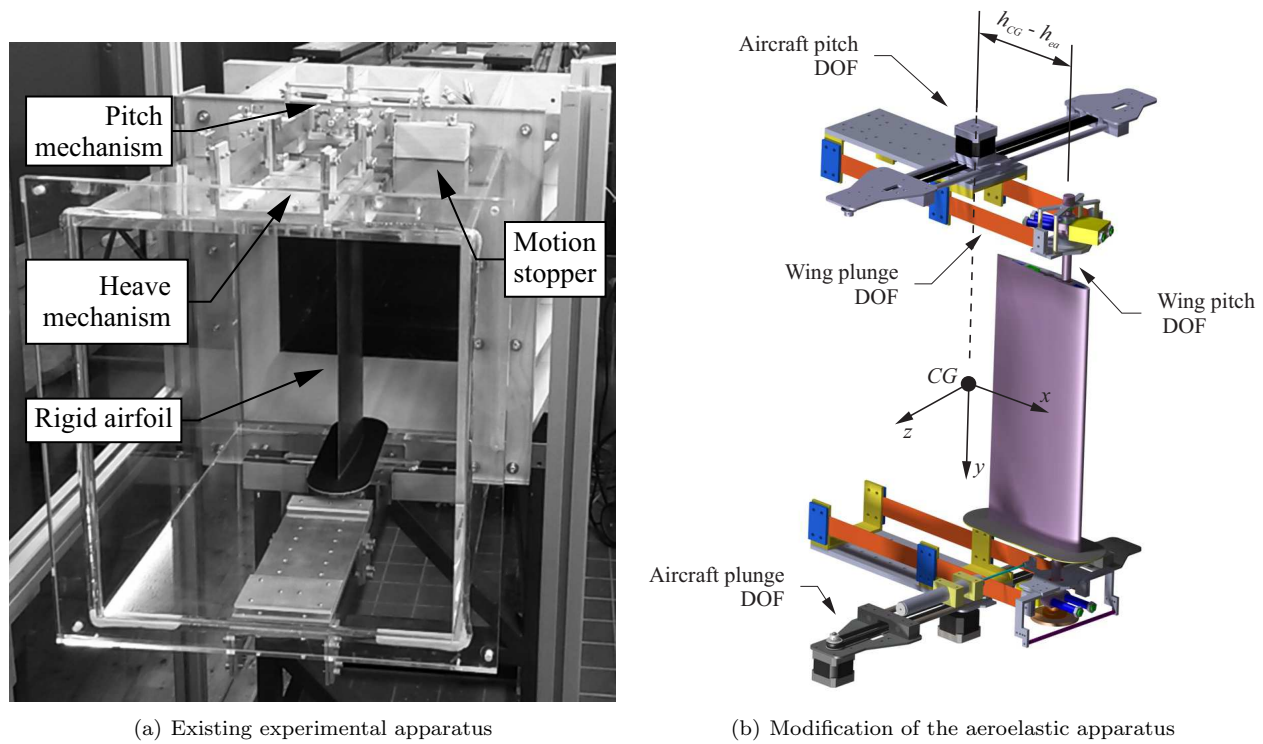 Pitch
mechanism
Heave
mechanism
Motion
stopper
Rigid airfoil
(a) Existing experimental apparatus
h_CG - h_ea
Aircraft pitch
DOF
Wing plunge
DOF
Wing pitch
DOF
CG
x
z
y
Aircraft plunge
DOF
(b) Modification of the aeroelastic apparatus